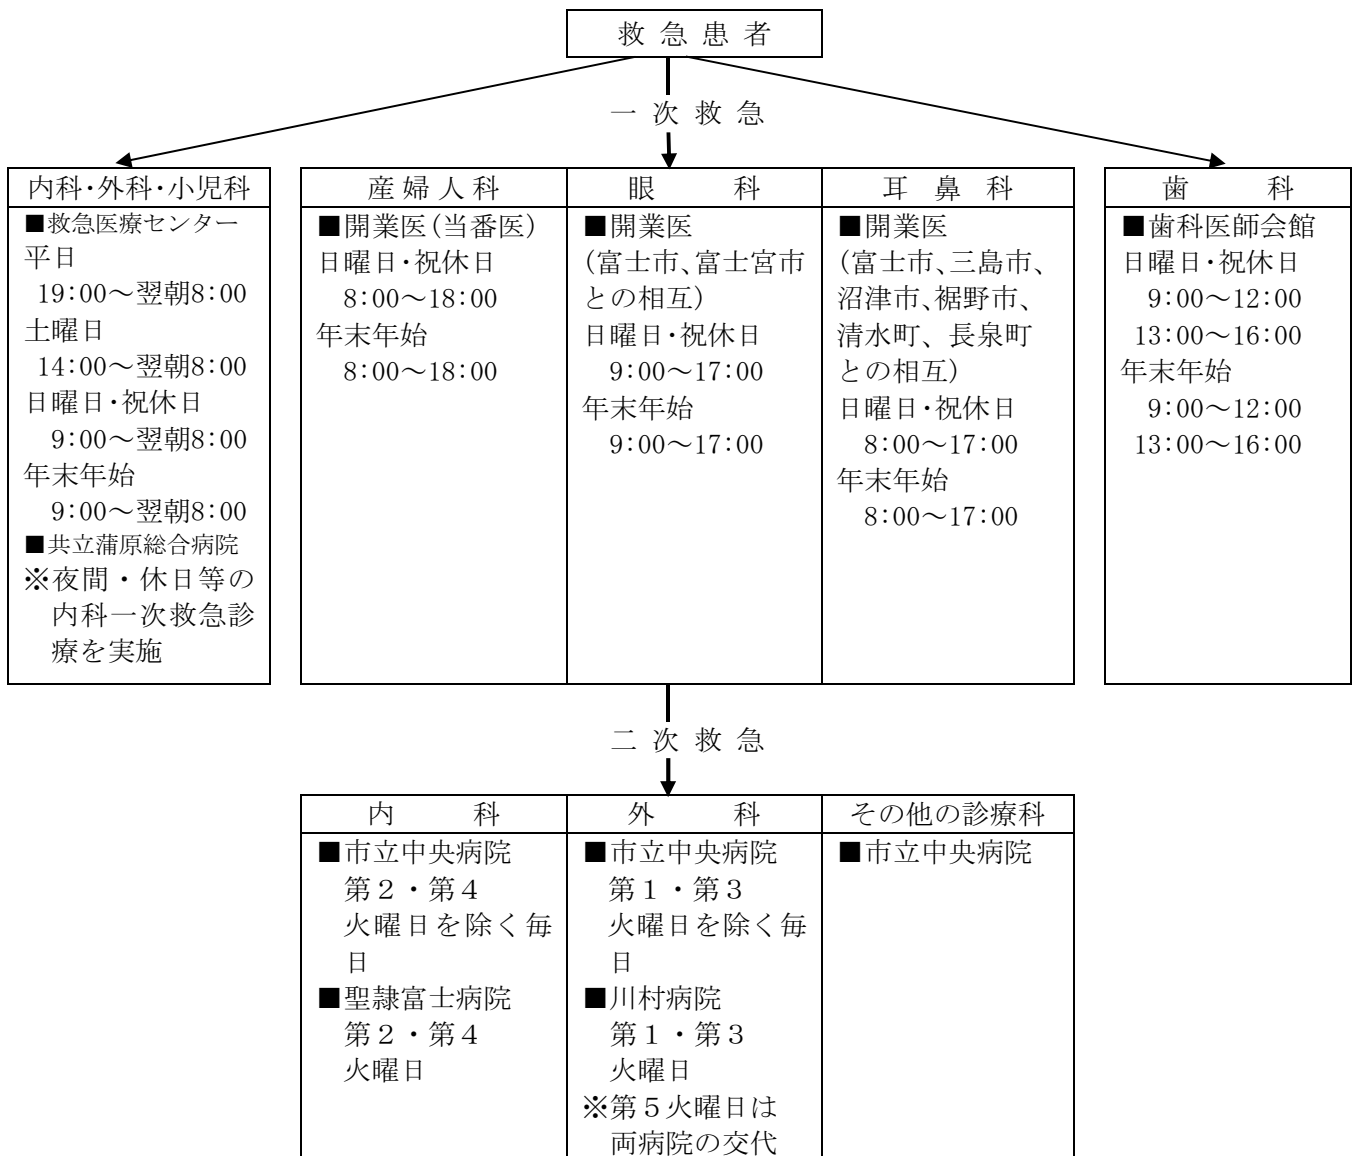 救急患者
一次救急
内科・外科・小児科
■救急医療センター
平日
19:00～翌朝8:00
土曜日
14:00～翌朝8:00
日曜日・祝休日
9:00～翌朝8:00
年末年始
9:00～翌朝8:00
■共立蒲原総合病院
※夜間・休日等の
内科一次救急診
療を実施
産婦人科
■開業医(当番医)
日曜日・祝休日
8:00～18:00
年末年始
8:00～18:00
眼科
■開業医
(富士市、富士宮市
との相互)
日曜日・祝休日
9:00～17:00
年末年始
9:00～17:00
耳鼻科
■開業医
(富士市、三島市、
沼津市、裾野市、
清水町、長泉町
との相互)
日曜日・祝休日
8:00～17:00
年末年始
8:00～17:00
歯科
■歯科医師会館
日曜日・祝休日
9:00～12:00
13:00～16:00
年末年始
9:00～12:00
13:00～16:00
二次救急
内科
■市立中央病院
第２・第４
火曜日を除く毎
日
■聖隷富士病院
第２・第４
火曜日
外科
■市立中央病院
第１・第３
火曜日を除く毎
日
■川村病院
第１・第３
火曜日
※第５火曜日は
両病院の交代
その他の診療科
■市立中央病院